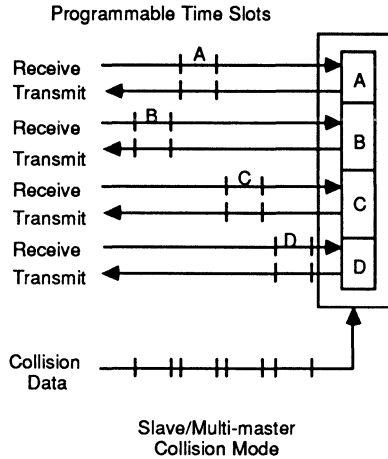 Programmable Time Slots
A
Receive
Transmit
A
B
Receive
Transmit
B
C
Receive
Transmit
C
D
Receive
Transmit
D
Collision
Data
Slave/Multi-master
Collision Mode